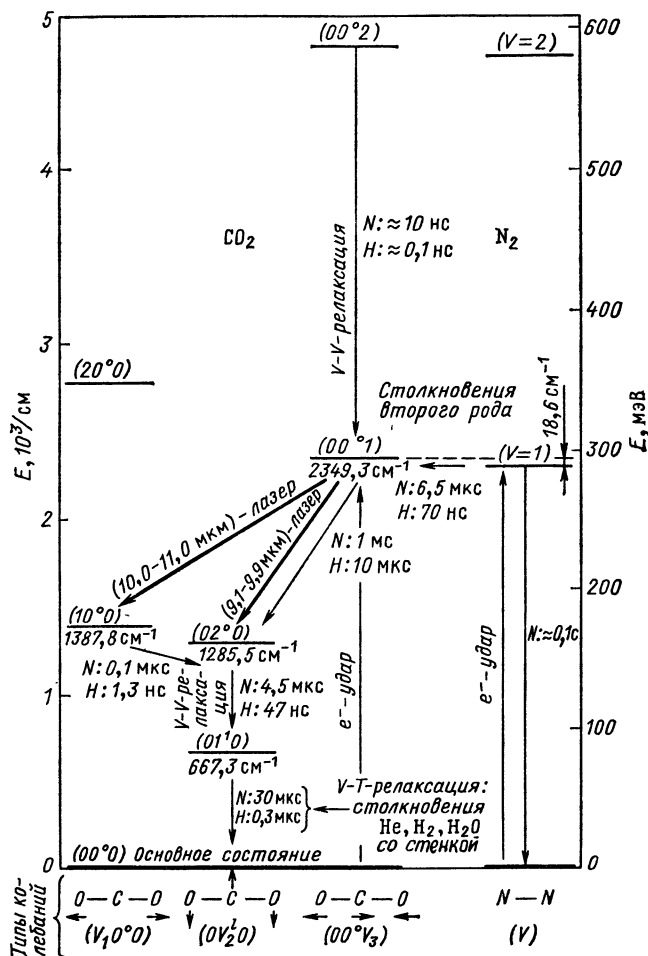 5
600
(00°2)
(V=2)
4
500
N:≈10 нс
H:≈0,1 нс
CO₂
N₂
V-V-релаксация
400
3
(20°0)
Столкновения
второго рода
18,6 см⁻¹
E, 10³/см
E, мэВ
(00°1)
(V=1)
300
2349,3 см⁻¹
N:6,5 мкс
H:70 нс
(10,0-11,0 мкм)-лазер
(9,1-9,9мкм)-лазер
2
N:1 мс
H:10 мкс
200
(10°0)
1387,8 см⁻¹
(02°0)
1285,5 см⁻¹
N:≈0,1с
N:0,1 мкс
H:1,3 нс
V-V-ре-
лакса-
ция
N:4,5 мкс
H:47 нс
e⁻-удар
e⁻-удар
1
(01¹0)
667,3 см⁻¹
100
V-T-релаксация:
N:30 мкс
H:0,3мкс
столкновения
He, H₂, H₂O
со стенкой
0
(00°0) Основное состояние
0
Типы ко-
лебаний
O—C—O
O—C—O
O—C—O
N—N
(V₁0°0)
(0V₂ˡ0)
(00°V₃)
(V)